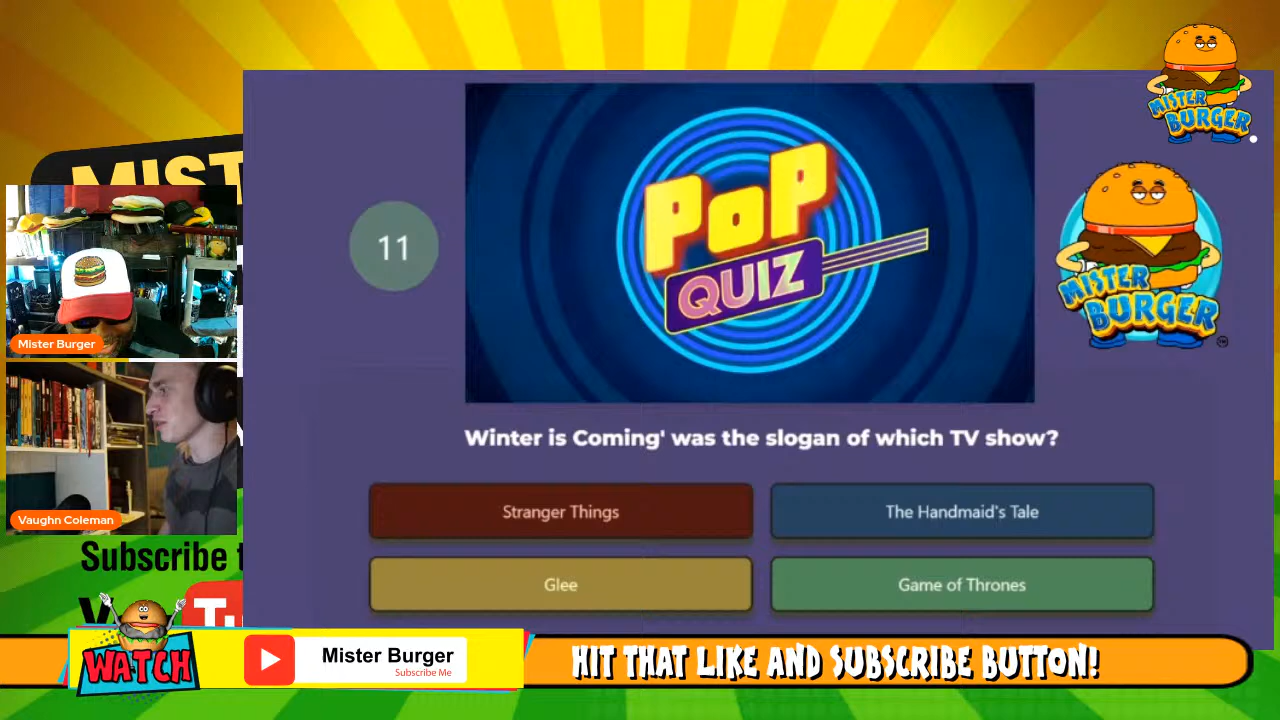 MISTER
BURGER
MIST
11
POP
QUIZ
MISTER
BURGER
TM
Mister Burger
Winter is Coming' was the slogan of which TV show?
Stranger Things
The Handmaid's Tale
Vaughn Coleman
Glee
Game of Thrones
Subscribe t
WATCH
Mister Burger
Subscribe Me
HIT THAT LIKE AND SUBSCRIBE BUTTON!